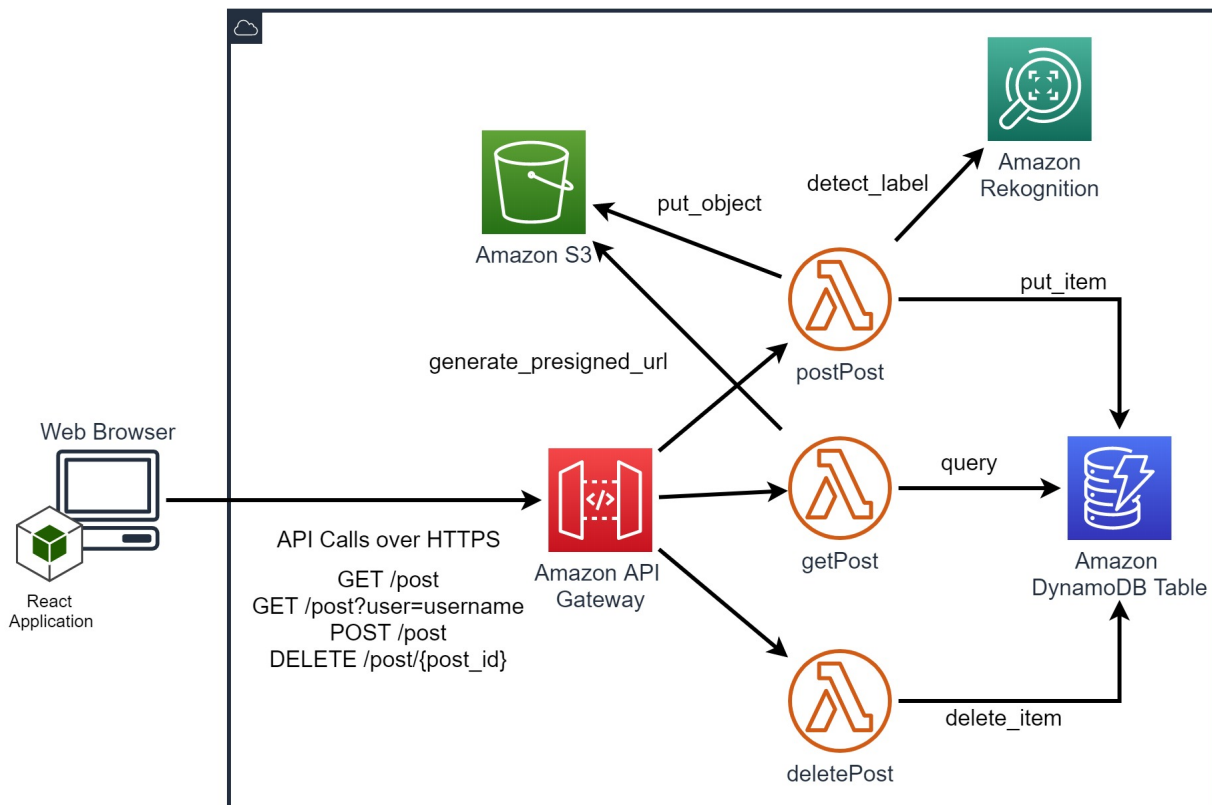 Amazon
Rekognition
detect_label
put_object
Amazon S3
put_item
generate_presigned_url
postPost
Web Browser
query
API Calls over HTTPS
getPost
Amazon
DynamoDB Table
Amazon API
Gateway
GET /post
GET /post?user=username
POST /post
DELETE /post/{post_id}
React
Application
</>
delete_item
deletePost